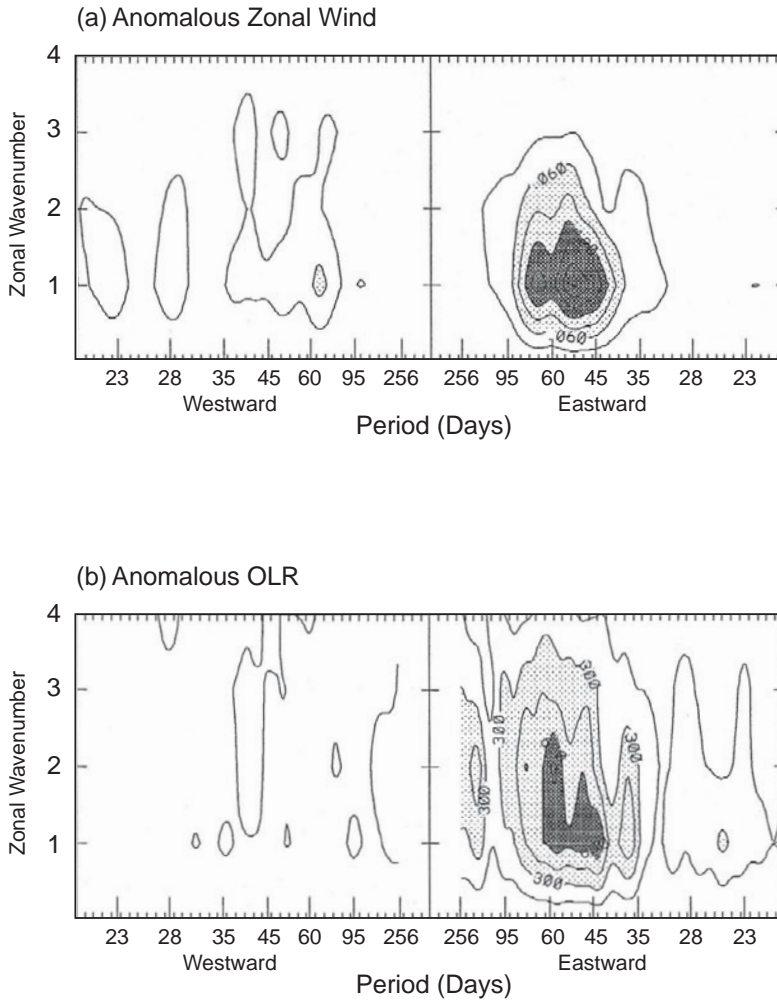 (a) Anomalous Zonal Wind
4
3
2
1
Zonal Wavenumber
.060
.060
23 28 35 45 60 95 256 256 95 60 45 35 28 23
Westward Eastward
Period (Days)
(b) Anomalous OLR
4
3
2
1
Zonal Wavenumber
300
300
300
300
300
23 28 35 45 60 95 256 256 95 60 45 35 28 23
Westward Eastward
Period (Days)